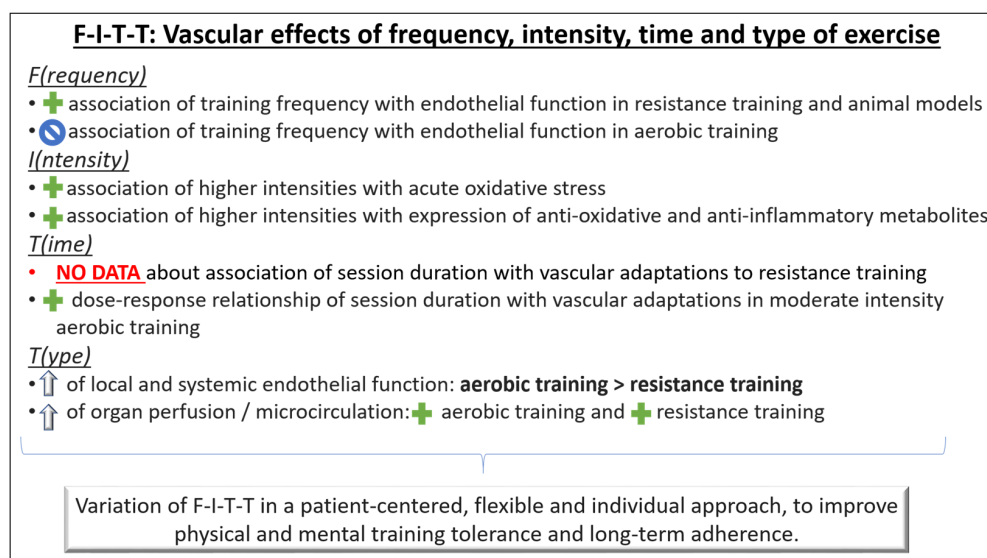 F-I-T-T: Vascular effects of frequency, intensity, time and type of exercise
F(requency)
• association of training frequency with endothelial function in resistance training and animal models
• association of training frequency with endothelial function in aerobic training
I(ntensity)
• association of higher intensities with acute oxidative stress
• association of higher intensities with expression of anti-oxidative and anti-inflammatory metabolites
T(ime)
• NO DATA about association of session duration with vascular adaptations to resistance training
• dose-response relationship of session duration with vascular adaptations in moderate intensity
aerobic training
T(ype)
• of local and systemic endothelial function: aerobic training > resistance training
• of organ perfusion / microcirculation: aerobic training and resistance training
Variation of F-I-T-T in a patient-centered, flexible and individual approach, to improve
physical and mental training tolerance and long-term adherence.